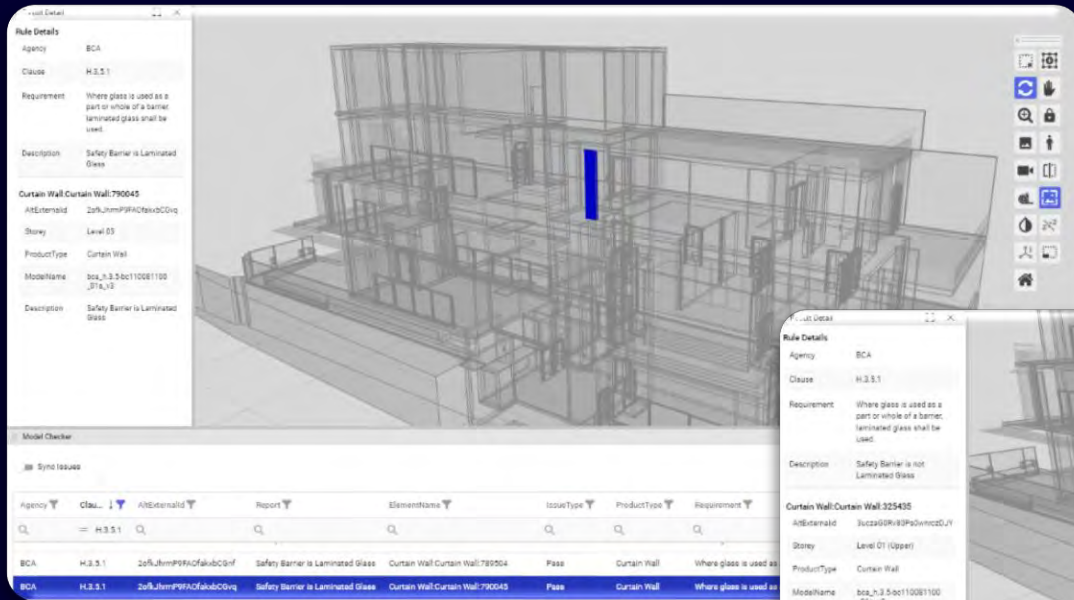 Rule Details
Agency BCA
Clause H.3.5.1
Requirement Where glass is used as a
part or whole of a barrier,
laminated glass shall be
used.
Description Safety Barrier is Laminated
Glass
Curtain Wall:Curtain Wall:790045
AltExternalId
Storey Level 03
ProductType Curtain Wall
ModelName
Description Safety Barrier is Laminated
Glass
Model Checker
Sync Issues
Agency Clau... AltExternalId Report ElementName IssueType ProductType Requirement
= H.3.5.1
BCA H.3.5.1 Safety Barrier is Laminated Glass Curtain Wall:Curtain Wall:789504 Pass Curtain Wall Where glass is used as
BCA H.3.5.1 Safety Barrier is Laminated Glass Curtain Wall:Curtain Wall:790045 Pass Curtain Wall Where glass is used as
Rule Details
Agency BCA
Clause H.3.5.1
Requirement Where glass is used as a
part or whole of a barrier,
laminated glass shall be
used.
Description Safety Barrier is not
Laminated Glass
Curtain Wall:Curtain Wall:325435
AltExternalId
Storey Level 01 (Upper)
ProductType Curtain Wall
ModelName